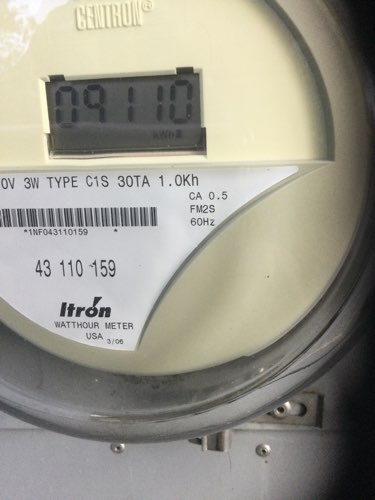 CENTRON®
09110
kWh
0V 3W TYPE C1S 30TA 1.0Kh
CA 0.5
FM2S
60Hz
*1NF043110159 *
43 110 159
Itrón
WATTHOUR METER
USA 3/06